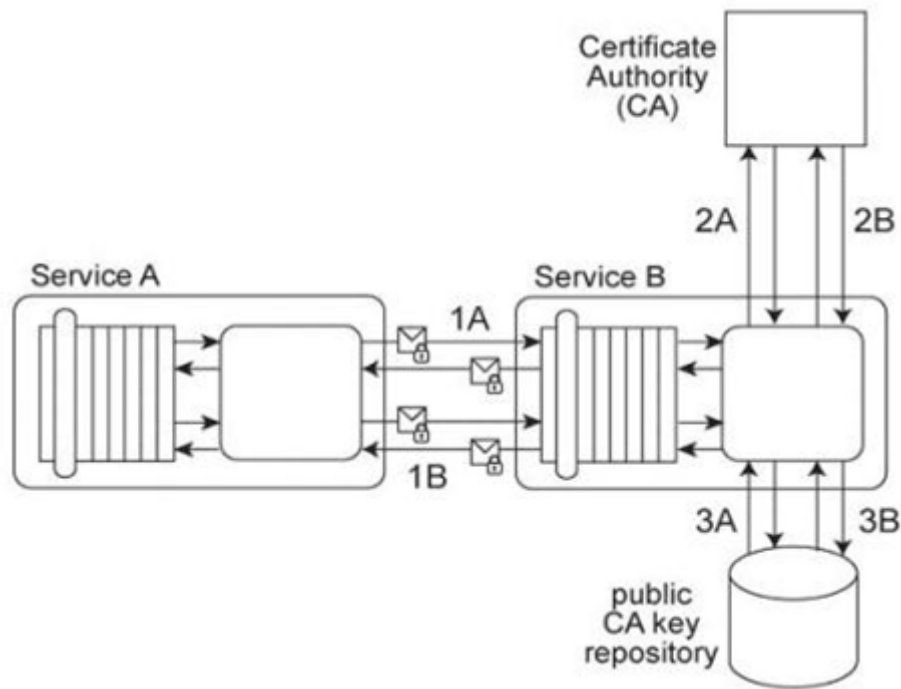 Certificate
Authority
(CA)
2A
2B
Service A
Service B
1A
1B
3A
3B
public
CA key
repository